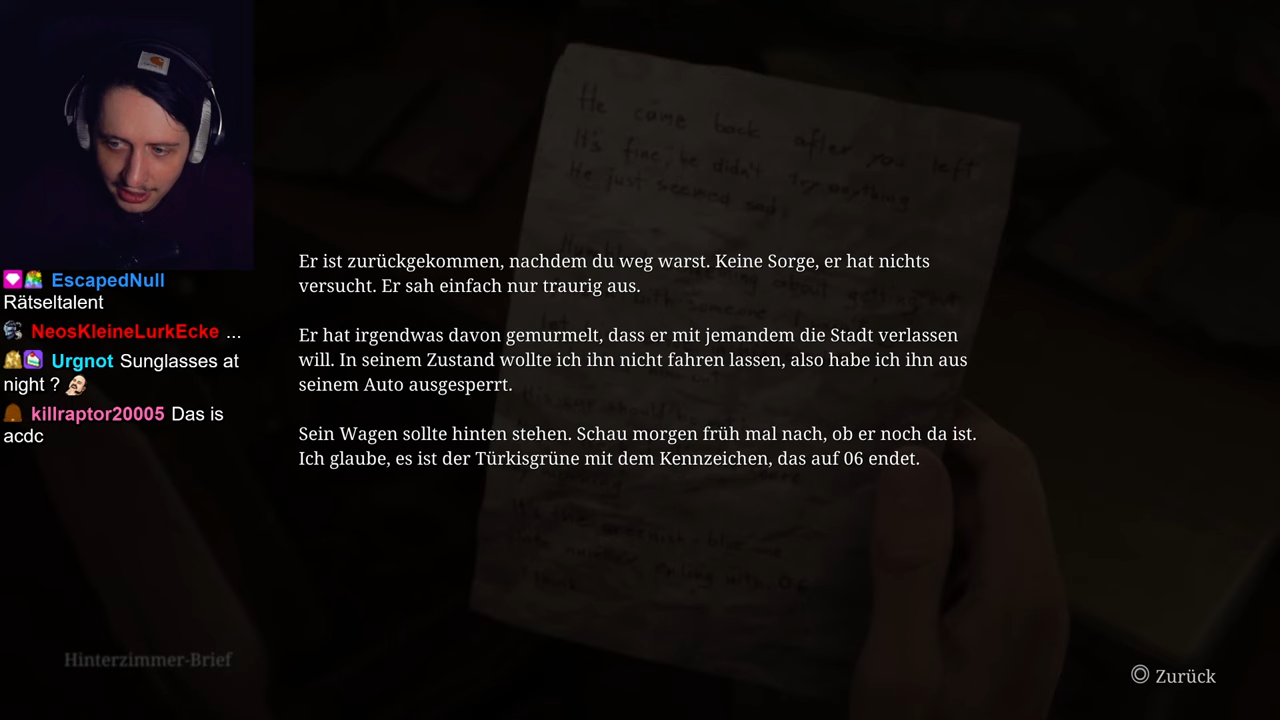 He came back after you left
It's fine, he didn't try anything
He just seemed sad
Er ist zurückgekommen, nachdem du weg warst. Keine Sorge, er hat nichts
versucht. Er sah einfach nur traurig aus.
Er hat irgendwas davon gemurmelt, dass er mit jemandem die Stadt verlassen
will. In seinem Zustand wollte ich ihn nicht fahren lassen, also habe ich ihn aus
seinem Auto ausgesperrt.
Sein Wagen sollte hinten stehen. Schau morgen früh mal nach, ob er noch da ist.
Ich glaube, es ist der Türkisgrüne mit dem Kennzeichen, das auf 06 endet.
EscapedNull
Rätseltalent
NeosKleineLurkEcke ...
Urgnot Sunglasses at
night ?
killraptor20005 Das is
acdc
Hinterzimmer-Brief
Zurück